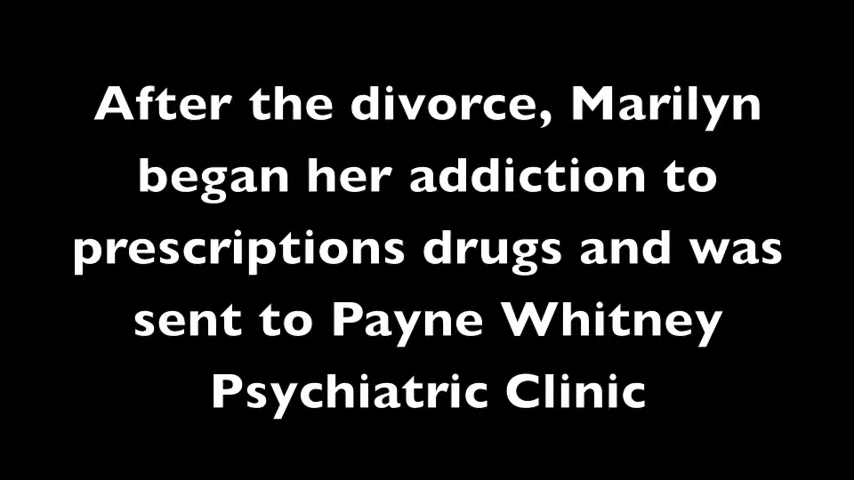 After the divorce, Marilyn
began her addiction to
prescriptions drugs and was
sent to Payne Whitney
Psychiatric Clinic